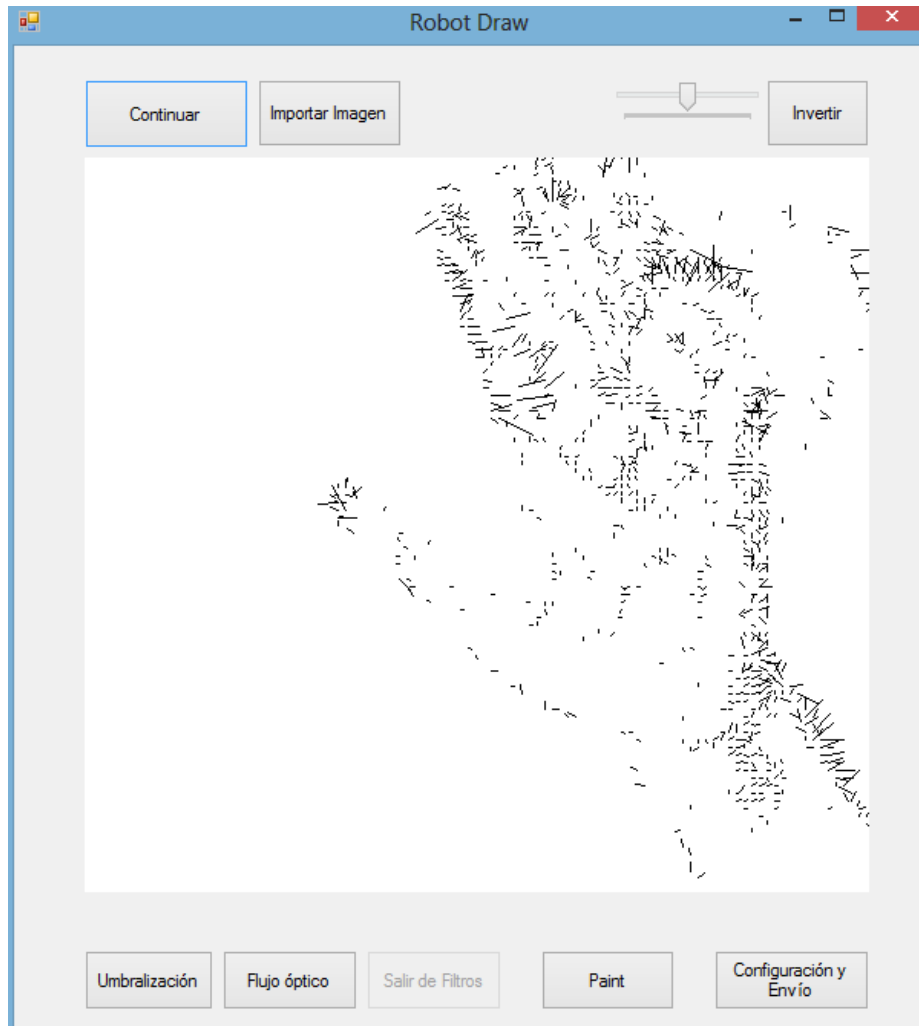 Robot Draw
Continuar
Importar Imagen
Invertir
Umbralización
Flujo óptico
Salir de Filtros
Paint
Configuración y
Envío